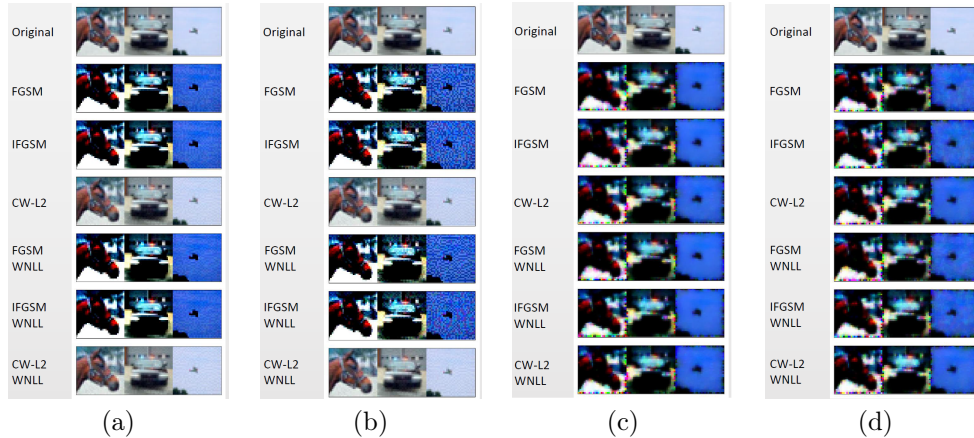 Original
FGSM
IFGSM
CW-L2
FGSM
WNLL
IFGSM
WNLL
CW-L2
WNLL
(a)
Original
FGSM
IFGSM
CW-L2
FGSM
WNLL
IFGSM
WNLL
CW-L2
WNLL
(b)
Original
FGSM
IFGSM
CW-L2
FGSM
WNLL
IFGSM
WNLL
CW-L2
WNLL
(c)
Original
FGSM
IFGSM
CW-L2
FGSM
WNLL
IFGSM
WNLL
CW-L2
WNLL
(d)